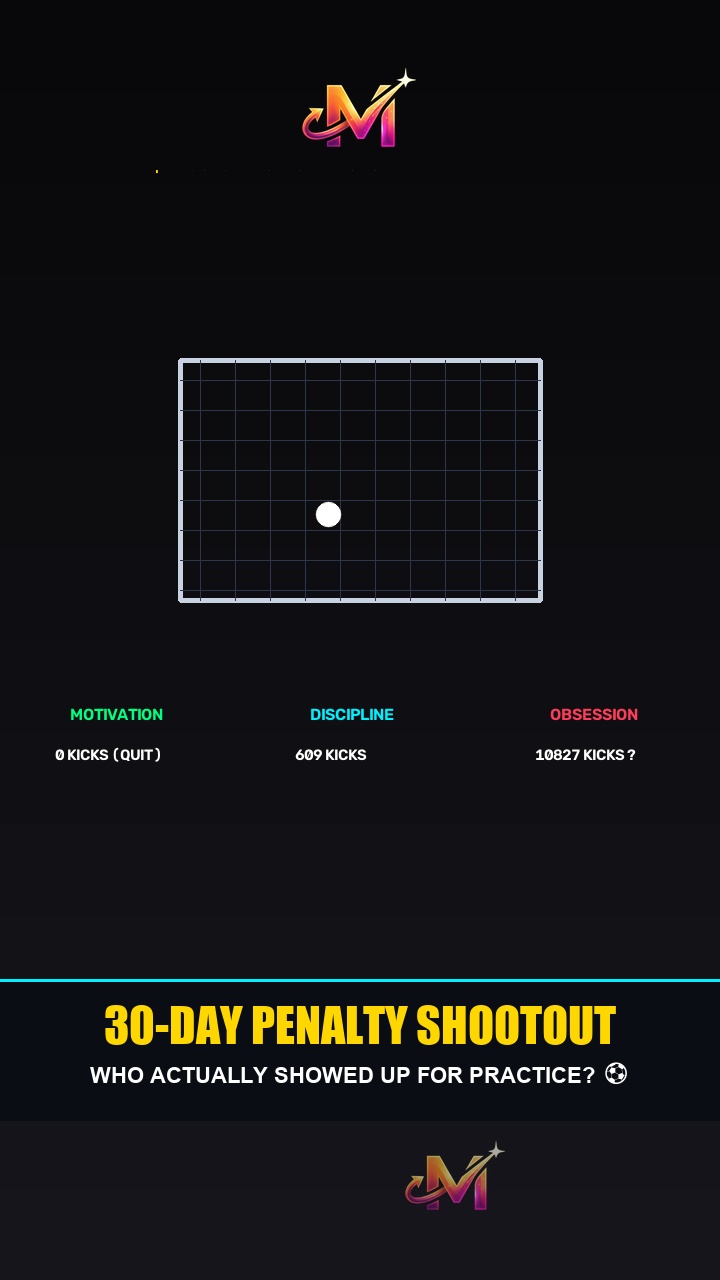 M
MOTIVATION DISCIPLINE OBSESSION
0 KICKS (QUIT) 609 KICKS 10827 KICKS?
30-DAY PENALTY SHOOTOUT
WHO ACTUALLY SHOWED UP FOR PRACTICE? ⚽
M